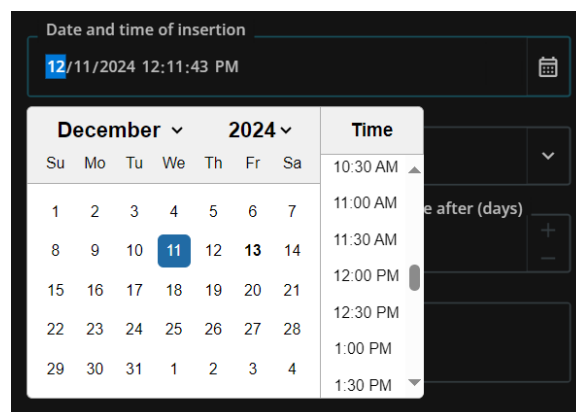 Date and time of insertion
12/11/2024 12:11:43 PM
December 2024 Time
Su Mo Tu We Th Fr Sa
10:30 AM
1 2 3 4 5 6 7
11:00 AM
e after (days)
11:30 AM
8 9 10 11 12 13 14
12:00 PM
15 16 17 18 19 20 21
12:30 PM
22 23 24 25 26 27 28
1:00 PM
29 30 31 1 2 3 4
1:30 PM